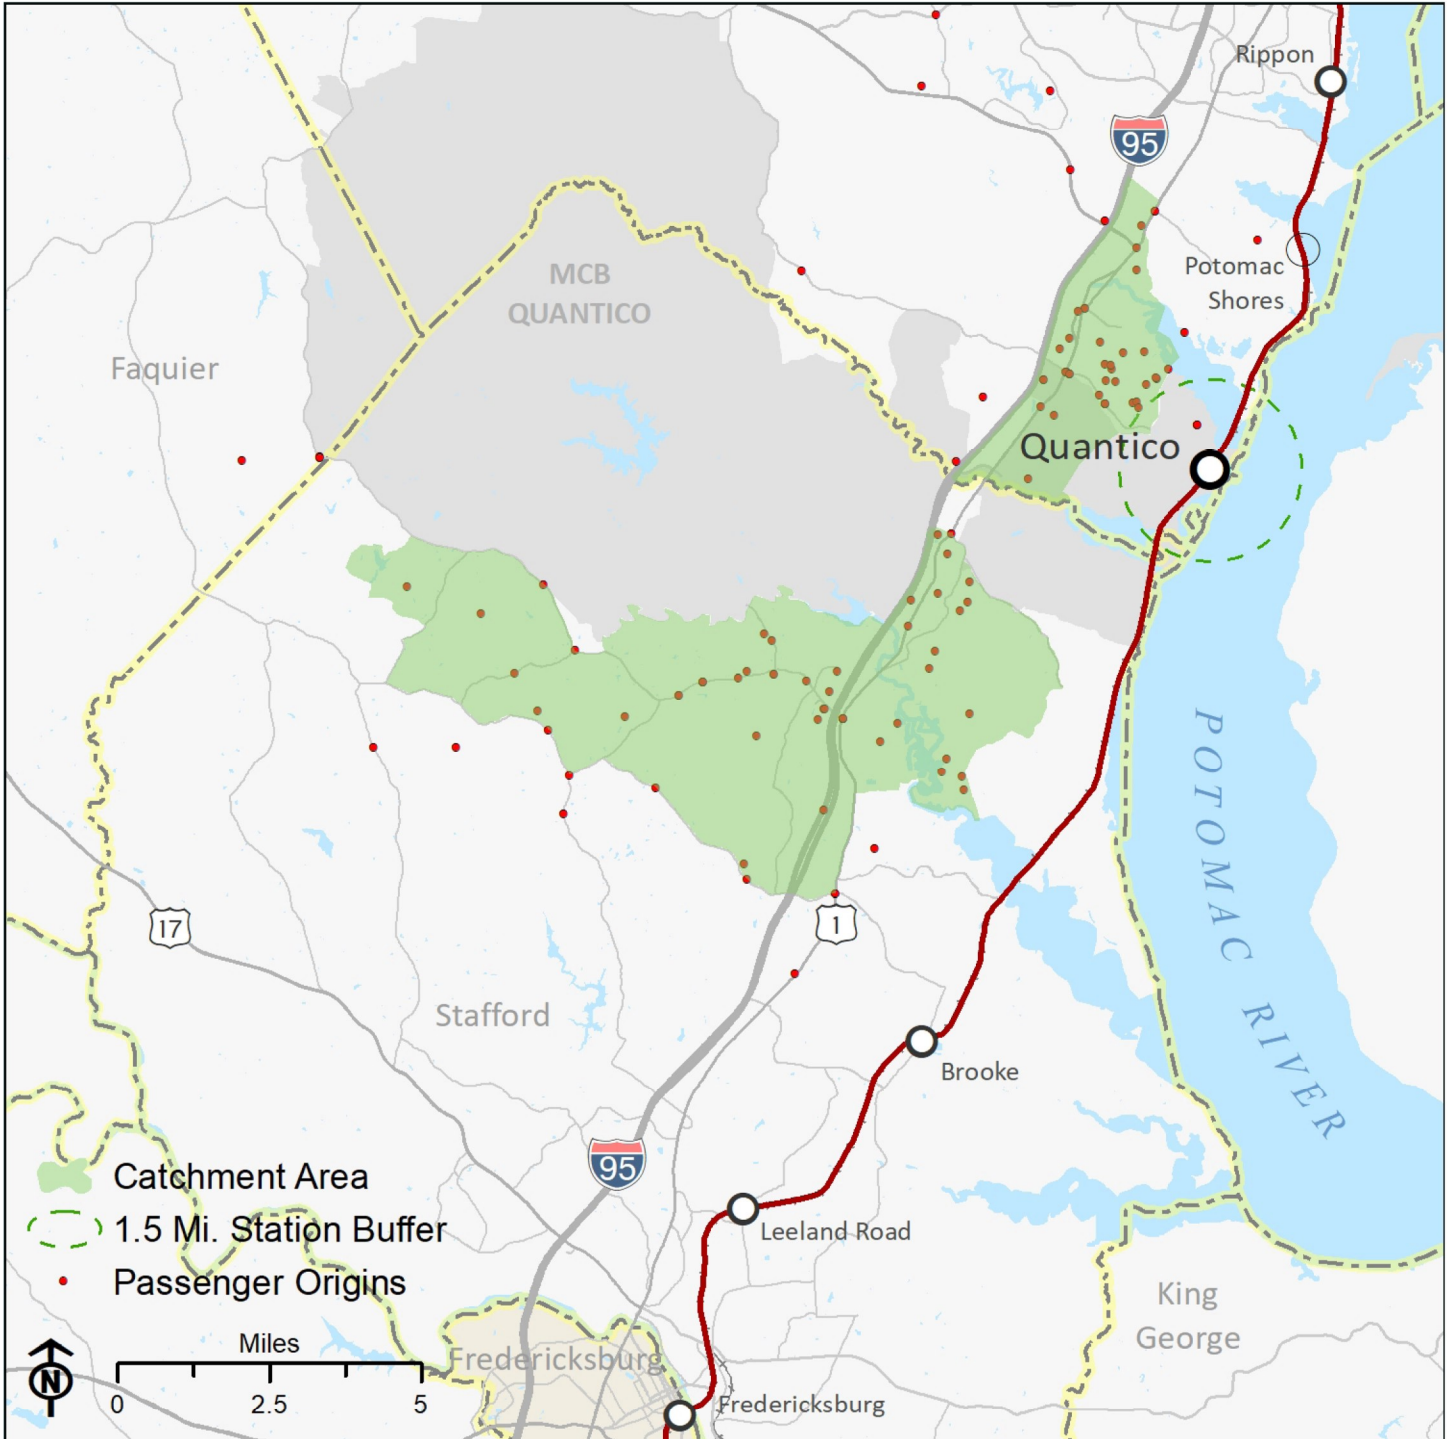 Rippon
95
Potomac
Shores
MCB
QUANTICO
Faquier
Quantico
POTOMAC RIVER
17
1
Stafford
Brooke
95
Catchment Area
1.5 Mi. Station Buffer
Passenger Origins
Leeland Road
King
George
Miles
N
0 2.5 5
Fredericksburg
Fredericksburg